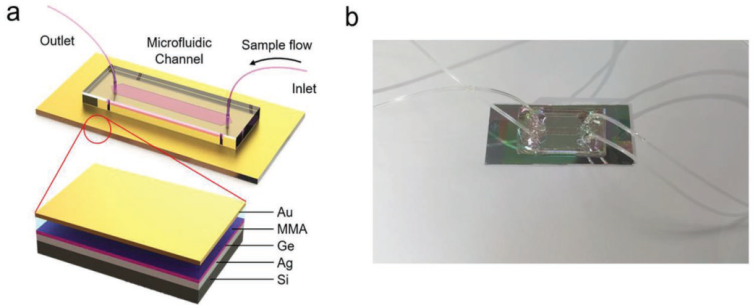 a
b
Outlet
Microfluidic
Channel
Sample flow
Inlet
Au
MMA
Ge
Ag
Si